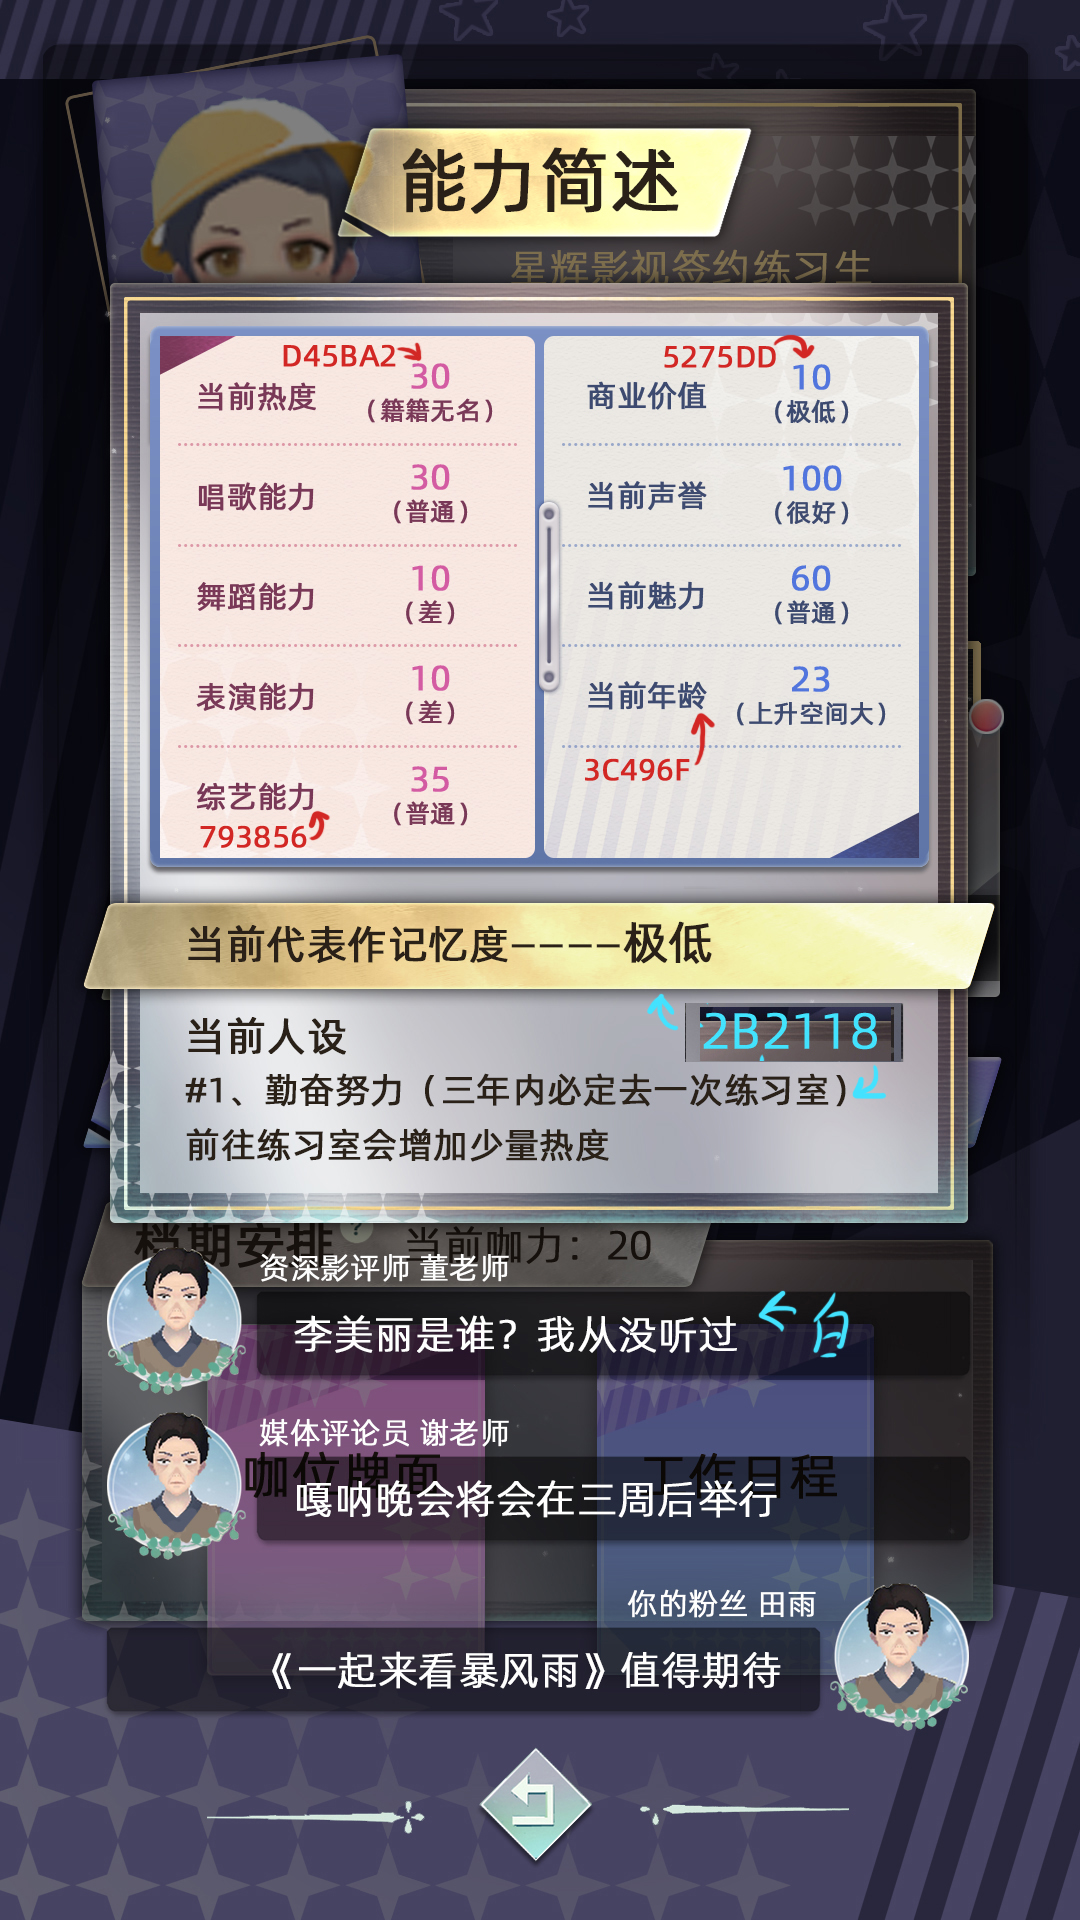 能力简述
星辉影视签约练习生
D45BA2
当前热度 30
（籍籍无名）
唱歌能力 30
（普通）
舞蹈能力 10
（差）
表演能力 10
（差）
综艺能力 35
（普通）
793856
5275DD
商业价值 10
（极低）
当前声誉 100
（很好）
当前魅力 60
（普通）
当前年龄 23
（上升空间大）
3C496F
当前代表作记忆度————极低
当前人设
2B2118
#1、勤奋努力（三年内必定去一次练习室）
前往练习室会增加少量热度
档期安排 ? 当前咖力：20
资深影评师 董老师
李美丽是谁？我从没听过
白
媒体评论员 谢老师
咖位牌面 工作日程
嘎呐晚会将会在三周后举行
你的粉丝 田雨
《一起来看暴风雨》值得期待